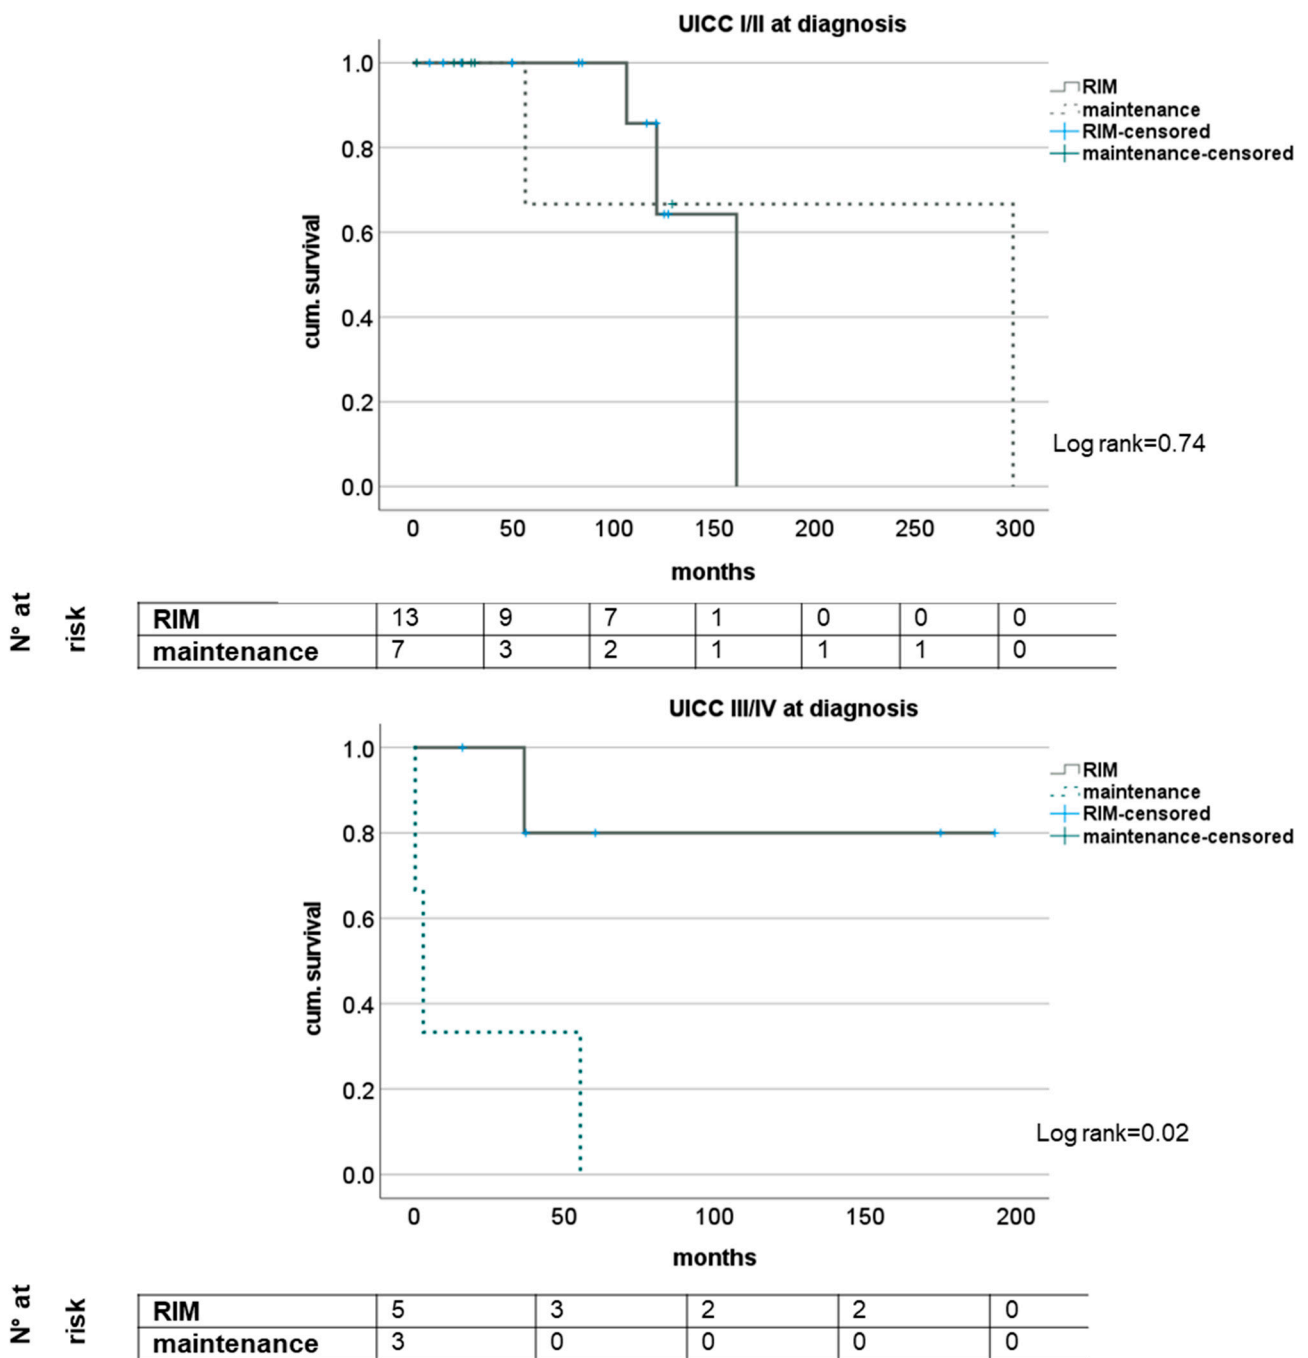 UICC I/II at diagnosis
1.0
0.8
0.6
0.4
0.2
0.0
cum. survival
RIM
maintenance
RIM-censored
maintenance-censored
Log rank=0.74
0 50 100 150 200 250 300
months
N° at risk
RIM 13 9 7 1 0 0 0
maintenance 7 3 2 1 1 1 0
UICC III/IV at diagnosis
1.0
0.8
0.6
0.4
0.2
0.0
cum. survival
RIM
maintenance
RIM-censored
maintenance-censored
Log rank=0.02
0 50 100 150 200
months
N° at risk
RIM 5 3 2 2 0
maintenance 3 0 0 0 0